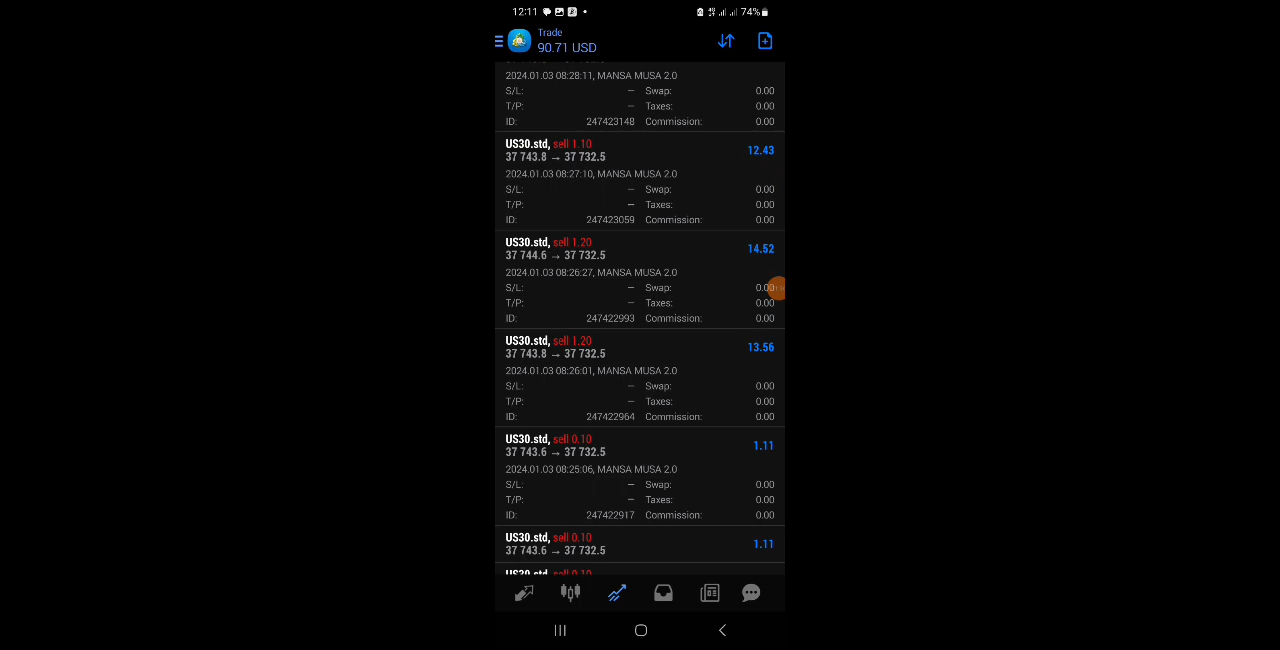 12:11 74%
Trade
90.71 USD
2024.01.03 08:28:11, MANSA MUSA 2.0
S/L: – Swap: 0.00
T/P: – Taxes: 0.00
ID: 247423148 Commission: 0.00
US30.std, sell 1.10
37 743.8 → 37 732.5 12.43
2024.01.03 08:27:10, MANSA MUSA 2.0
S/L: – Swap: 0.00
T/P: – Taxes: 0.00
ID: 247423059 Commission: 0.00
US30.std, sell 1.20
37 744.6 → 37 732.5 14.52
2024.01.03 08:26:27, MANSA MUSA 2.0
S/L: – Swap: 0.00
T/P: – Taxes: 0.00
ID: 247422993 Commission: 0.00
US30.std, sell 1.20
37 743.8 → 37 732.5 13.56
2024.01.03 08:26:01, MANSA MUSA 2.0
S/L: – Swap: 0.00
T/P: – Taxes: 0.00
ID: 247422964 Commission: 0.00
US30.std, sell 0.10
37 743.6 → 37 732.5 1.11
2024.01.03 08:25:06, MANSA MUSA 2.0
S/L: – Swap: 0.00
T/P: – Taxes: 0.00
ID: 247422917 Commission: 0.00
US30.std, sell 0.10
37 743.6 → 37 732.5 1.11
US30.std, sell 0.10